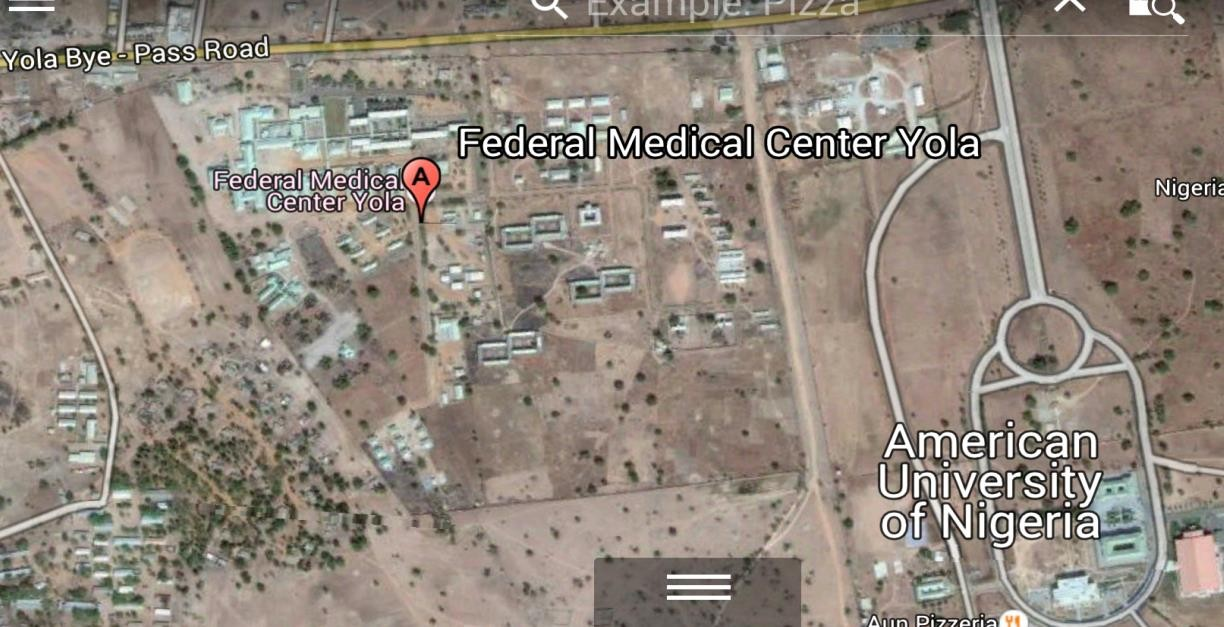 Example: Pizza
Yola Bye - Pass Road
Federal Medical Center Yola
Federal Medical
Center Yola
A
Nigeria
American
University
of Nigeria
Aun Pizzeria